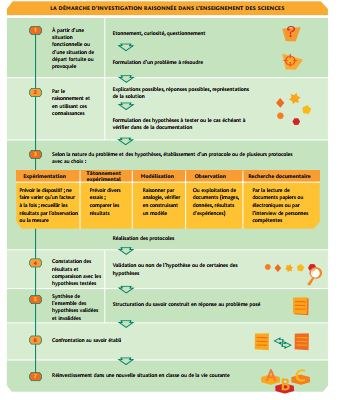 LA DÉMARCHE D'INVESTIGATION RAISONNÉE DANS L'ENSEIGNEMENT DES SCIENCES
1
À partir d'une
situation
fonctionnelle ou
d'une situation de
départ fortuite ou
provoquée
Etonnement, curiosité, questionnement
?
Formulation d'un problème à résoudre
2
Par le
raisonnement et
en utilisant ces
connaissances
Explications possibles, réponses possibles, représentations
de la solution
Formulation des hypothèses à tester ou le cas échéant à
vérifier dans de la documentation
3
Selon la nature du problème et des hypothèses, établissement d'un protocole ou de plusieurs protocoles
avec au choix :
Expérimentation
Prévoir le dispositif ; ne
faire varier qu'un facteur
à la fois ; recueillir les
résultats par l'observation
ou la mesure
Tâtonnement
expérimental
Prévoir divers
essais ;
comparer les
résultats
Modélisation
Raisonner par
analogie, vérifier
en construisant
un modèle
Observation
Ou exploitation de
documents (images,
données, résultats
d'expériences)
Recherche documentaire
Par la lecture de
documents papiers ou
électroniques ou par
l'interview de personnes
compétentes
Réalisation des protocoles
4
Constatation des
résultats et
comparaison avec les
hypothèses testées
Validation ou non de l'hypothèse ou de certaines des
hypothèses
5
Synthèse de
l'ensemble des
hypothèses validées
et invalidées
Structuration du savoir construit en réponse au problème posé
6
Confrontation au savoir établi
7
Réinvestissement dans une nouvelle situation en classe ou de la vie courante
A B C